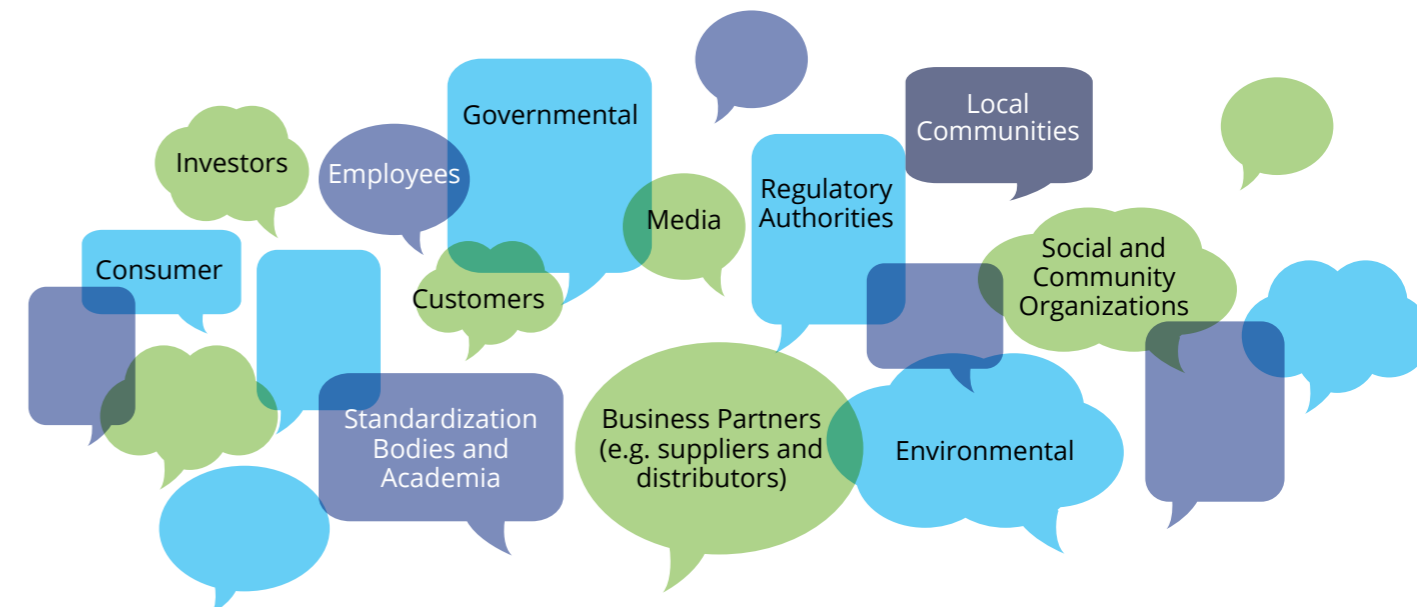 Governmental
Local
Communities
Investors
Employees
Regulatory
Authorities
Media
Social and
Community
Organizations
Consumer
Customers
Standardization
Bodies and
Academia
Business Partners
(e.g. suppliers and
distributors)
Environmental